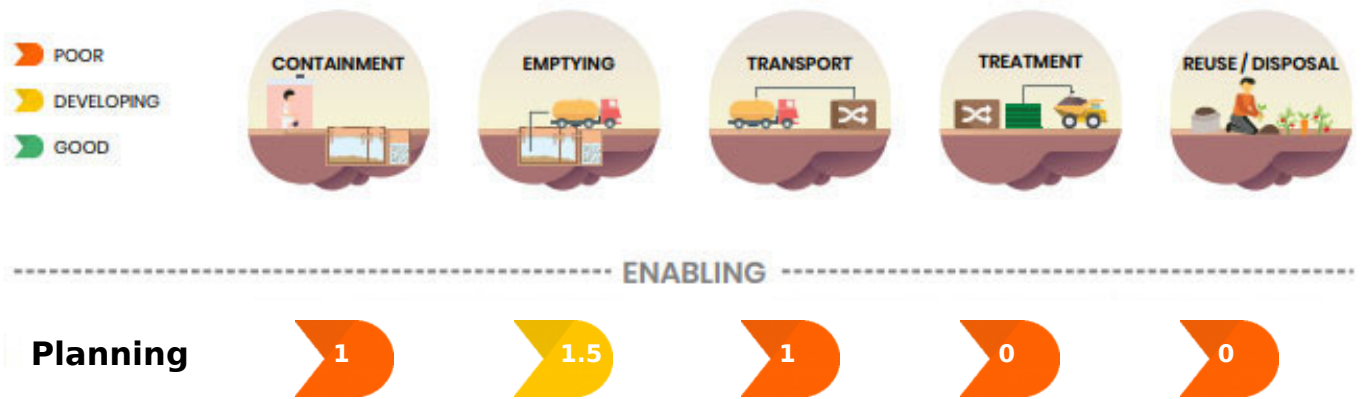 POOR
DEVELOPING
GOOD
CONTAINMENT
EMPTYING
TRANSPORT
TREATMENT
REUSE / DISPOSAL
ENABLING
Planning 1 1.5 1 0 0